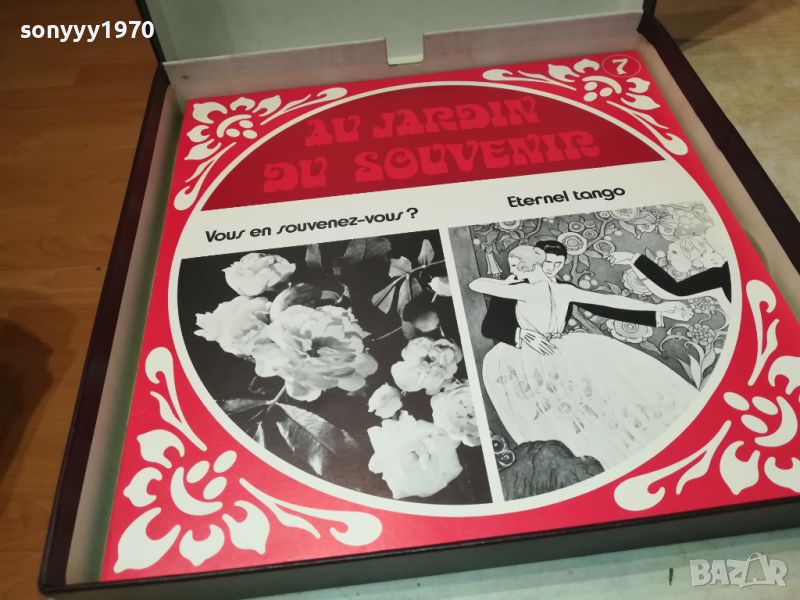 sonyyy1970
7
AU JARDIN
DU SOUVENIR
Vous en souvenez-vous ?
Eternel tango
BAZAR